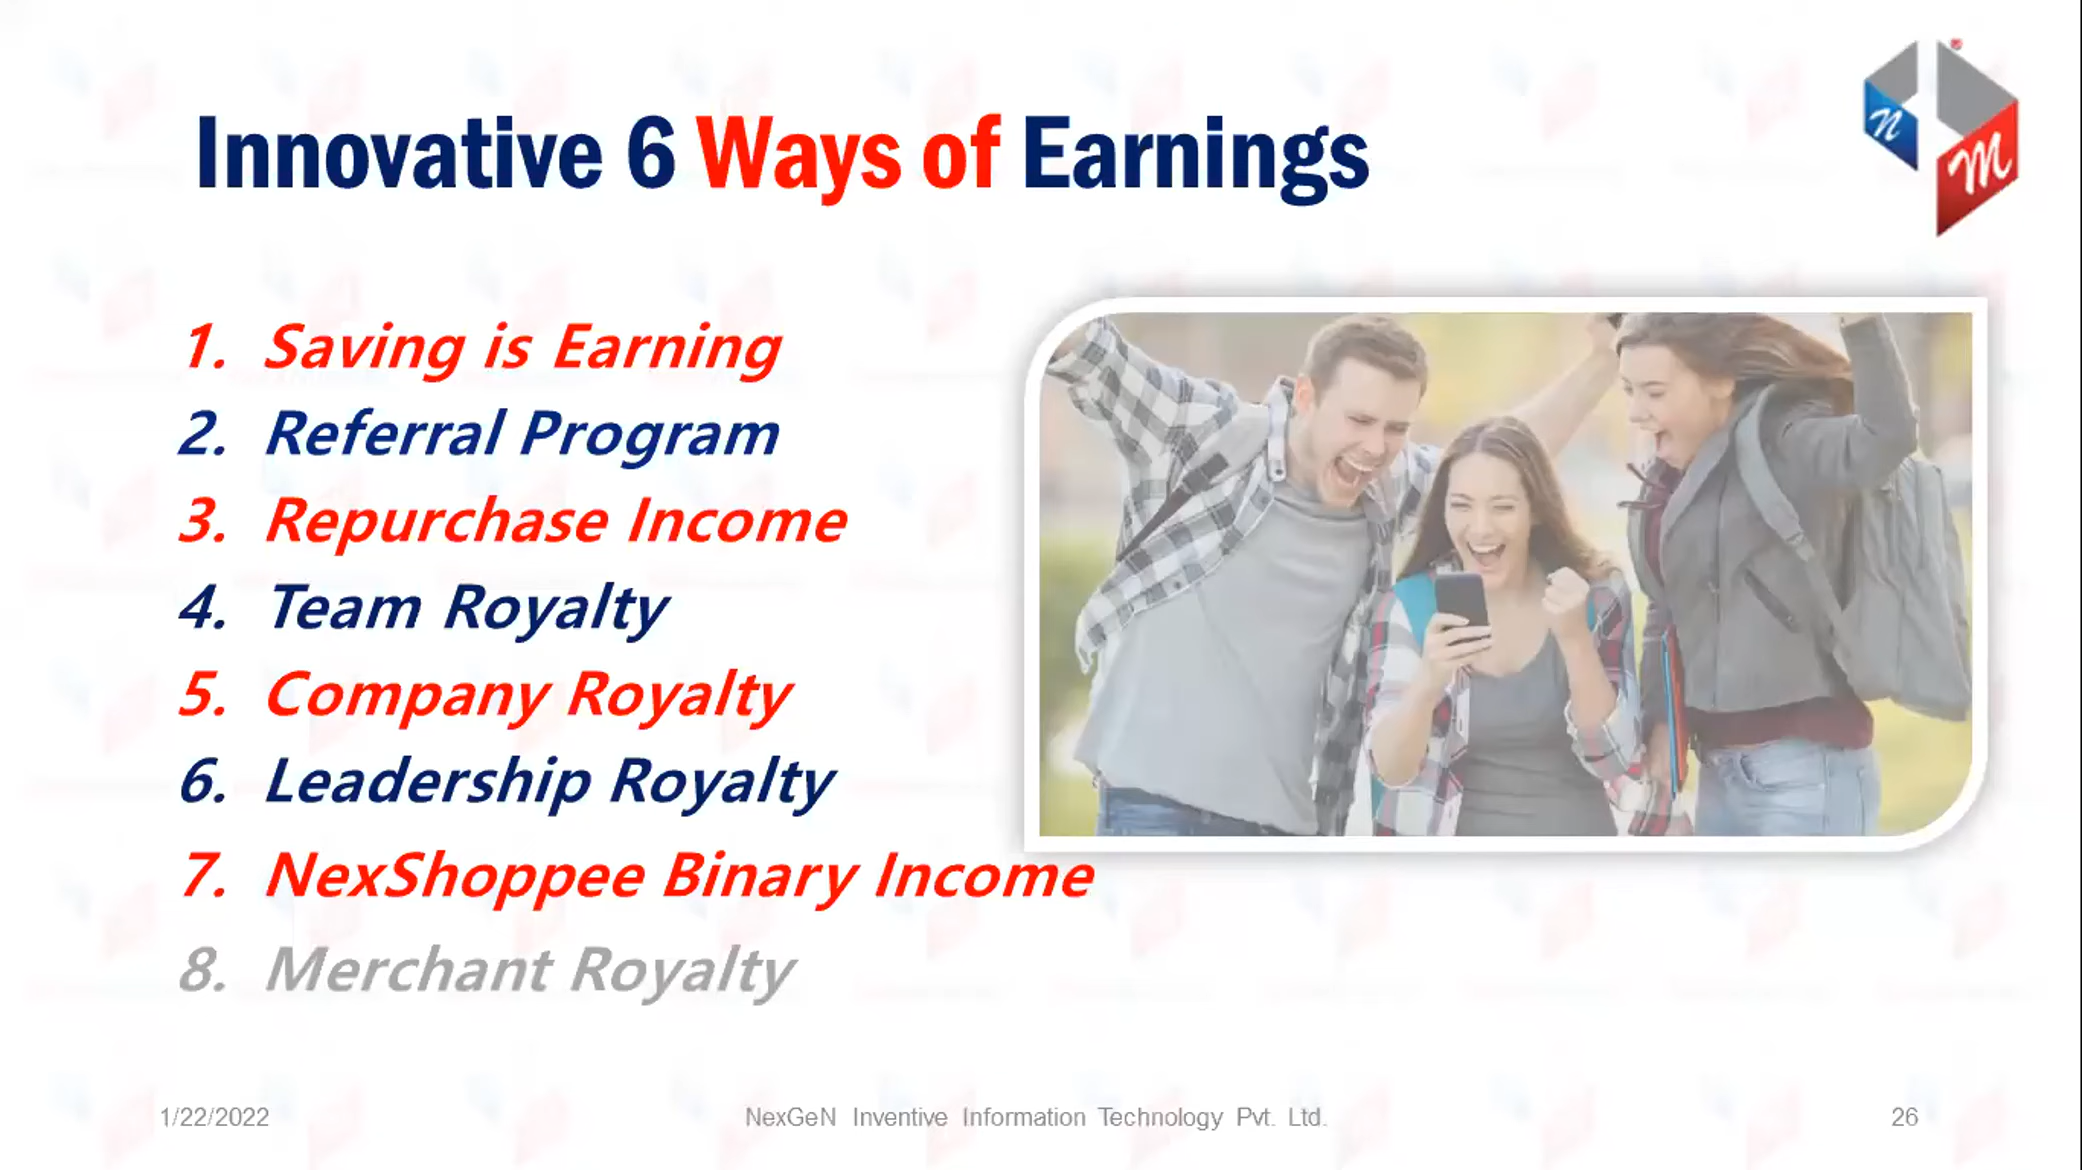 Innovative 6 Ways of Earnings
n
M
1. Saving is Earning
2. Referral Program
3. Repurchase Income
4. Team Royalty
5. Company Royalty
6. Leadership Royalty
7. NexShoppee Binary Income
8. Merchant Royalty
1/22/2022
NexGeN Inventive Information Technology Pvt. Ltd.
26